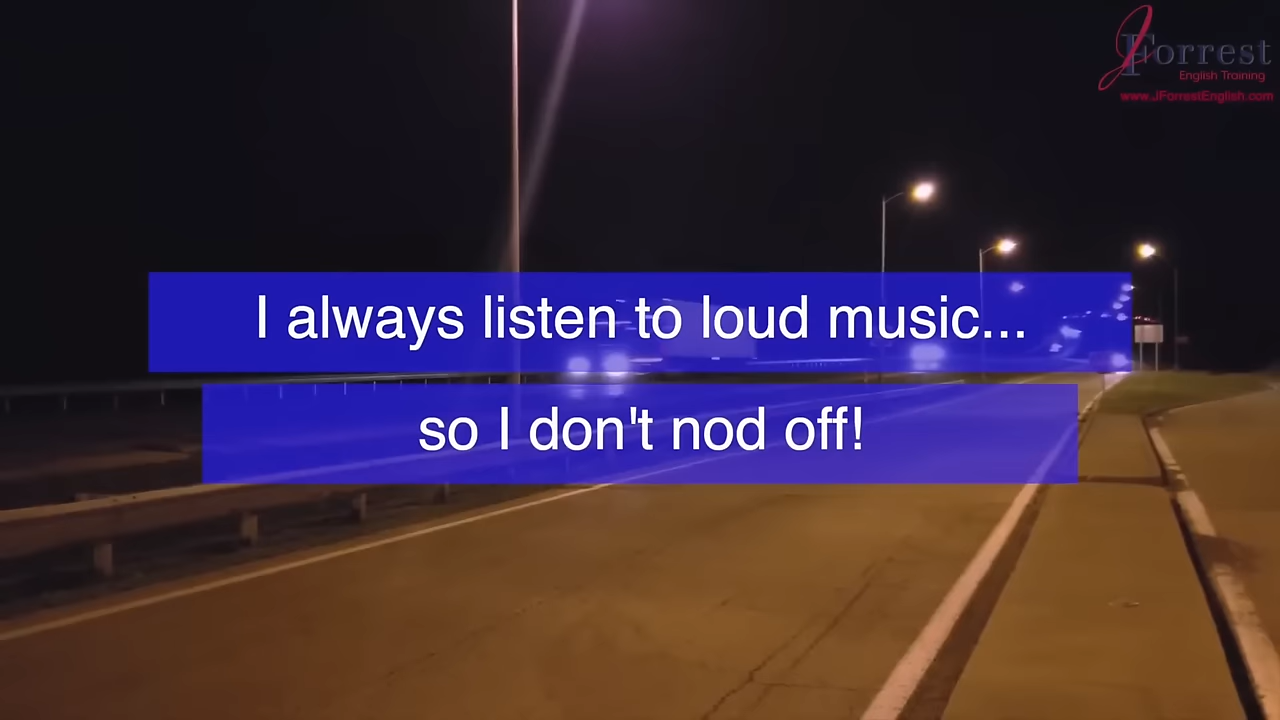 JForrest
English Training
www.JForrestEnglish.com
I always listen to loud music...
so I don't nod off!